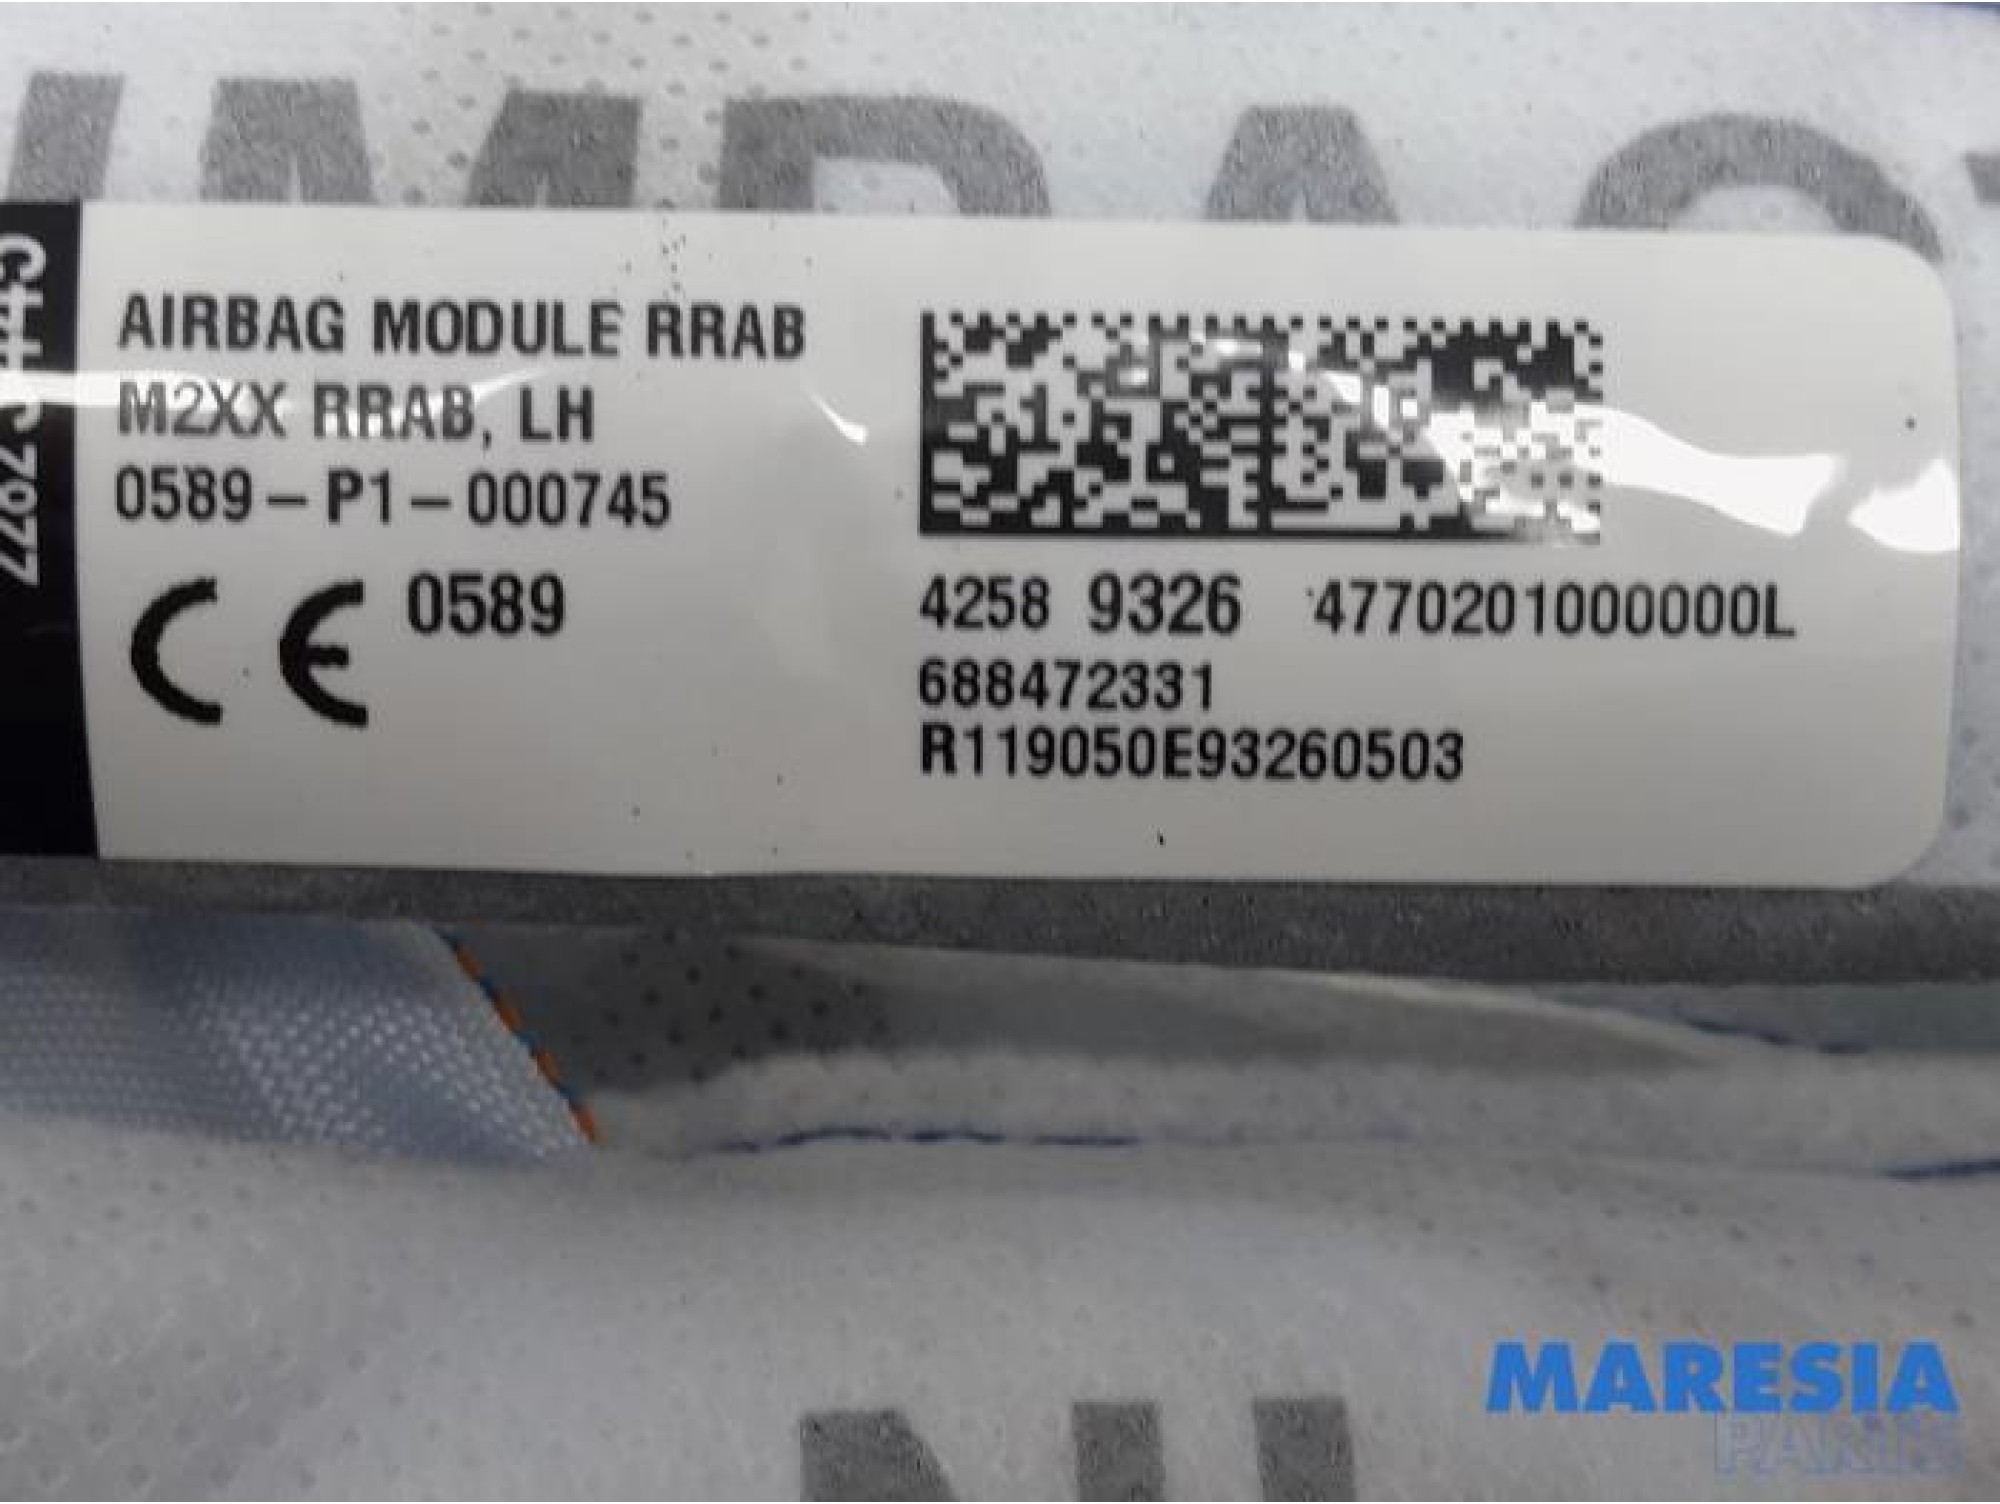 AIRBAG MODULE RRAB
M2XX RRAB, LH
0589-P1-000745
CE 0589
4258 9326 4770201000000L
688472331
R119050E93260503
MARESIA
PARTS